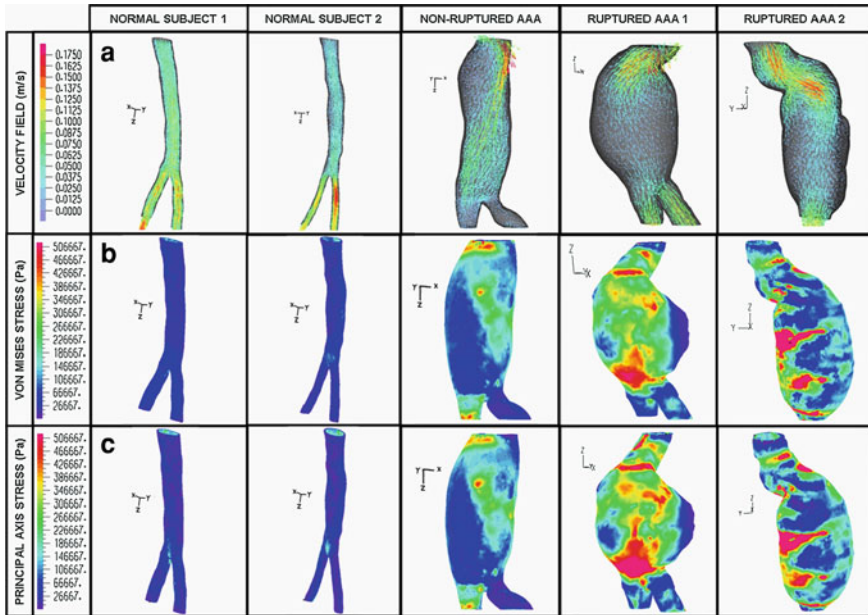 NORMAL SUBJECT 1 NORMAL SUBJECT 2 NON-RUPTURED AAA RUPTURED AAA 1 RUPTURED AAA 2
VELOCITY FIELD (m/s)
0.1750
0.1625
0.1500
0.1375
0.1250
0.1125
0.1000
0.0875
0.0750
0.0625
0.0500
0.0375
0.0250
0.0125
0.0000
a
X Y Z
X Y Z
Y X Z
Z
Z Y X
VON MISES STRESS (Pa)
506667.
466667.
426667.
386667.
346667.
306667.
266667.
226667.
186667.
146667.
106667.
66667.
26667.
b
X Y Z
X Y Z
Y X Z
Z YX
Z Y X
PRINCIPAL AXIS STRESS (Pa)
506667.
466667.
426667.
386667.
346667.
306667.
266667.
226667.
186667.
146667.
106667.
66667.
26667.
c
X Y Z
X Y Z
Y X Z
Z YX
Z Y